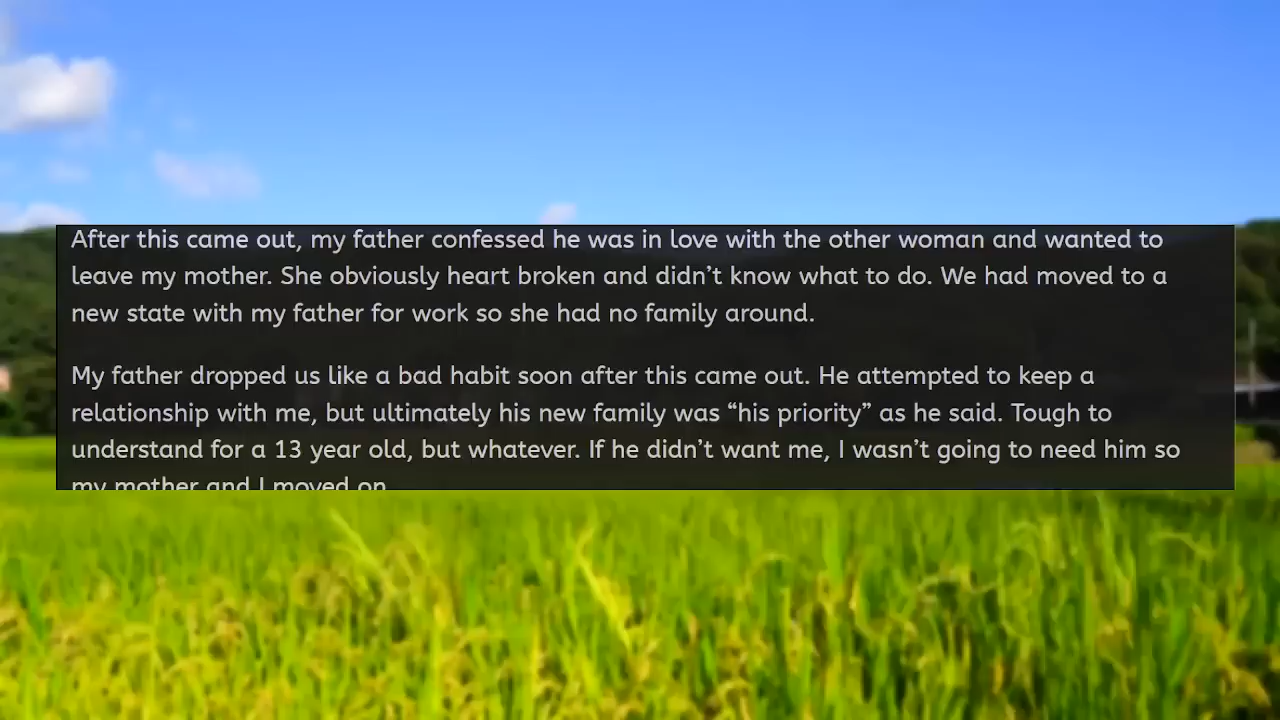 After this came out, my father confessed he was in love with the other woman and wanted to
leave my mother. She obviously heart broken and didn’t know what to do. We had moved to a
new state with my father for work so she had no family around.
My father dropped us like a bad habit soon after this came out. He attempted to keep a
relationship with me, but ultimately his new family was “his priority” as he said. Tough to
understand for a 13 year old, but whatever. If he didn’t want me, I wasn’t going to need him so
my mother and I moved on